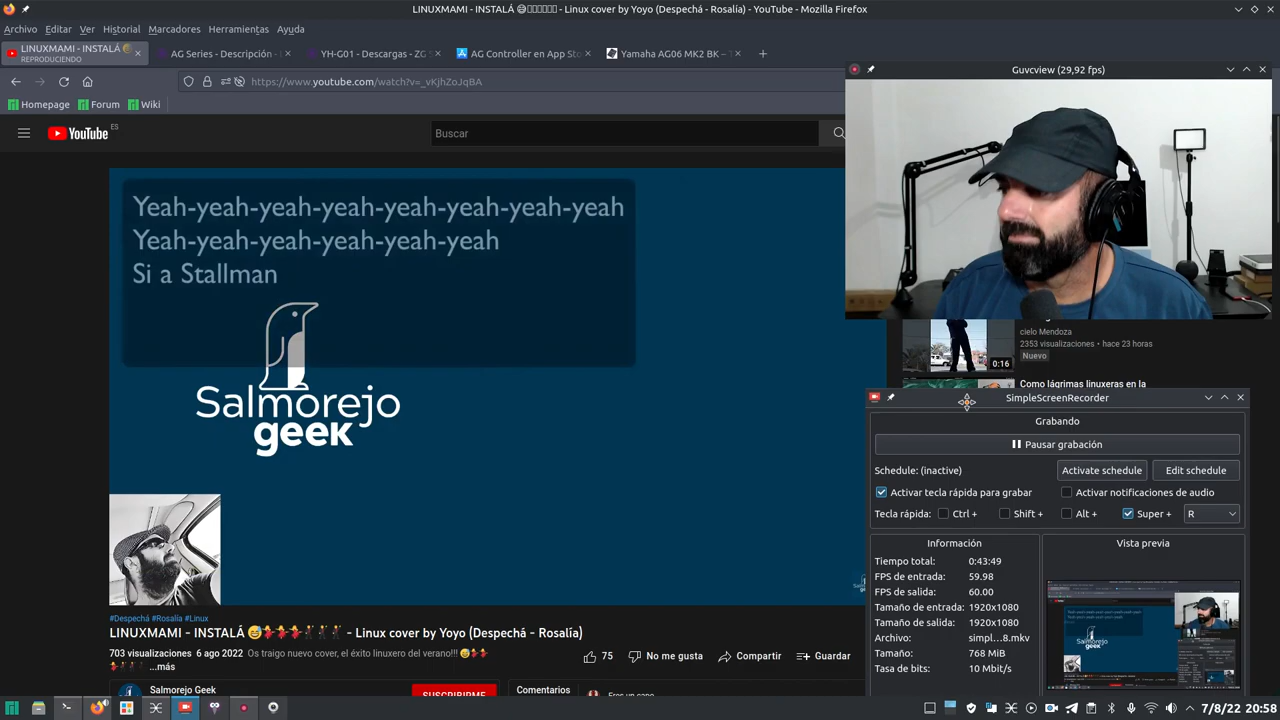 LINUXMAMI - INSTALÁ - Linux cover by Yoyo (Despechá - Rosalía) - YouTube — Mozilla Firefox
Archivo Editar Ver Historial Marcadores Herramientas Ayuda
LINUXMAMI - INSTALÁ
REPRODUCIENDO
AG Series - Descripción -
YH-G01 - Descargas - ZG S
AG Controller en App Sto
Yamaha AG06 MK2 BK – T
https://www.youtube.com/watch?v=_vKjhZoJqBA
Homepage Forum Wiki
Guvcview (29,92 fps)
YouTube ES
Buscar
Yeah-yeah-yeah-yeah-yeah-yeah-yeah-yeah
Yeah-yeah-yeah-yeah-yeah-yeah
Si a Stallman
Salmorejo
geek
cielo Mendoza
2353 visualizaciones • hace 23 horas
Nuevo
0:16
Como lágrimas linuxeras en la
SimpleScreenRecorder
Grabando
Pausar grabación
Schedule: (inactive) Activate schedule Edit schedule
Activar tecla rápida para grabar Activar notificaciones de audio
Tecla rápida: Ctrl + Shift + Alt + Super + R
Información
Tiempo total: 0:43:49
FPS de entrada: 59.98
FPS de salida: 60.00
Tamaño de entrada: 1920x1080
Tamaño de salida: 1920x1080
Archivo: simpl...8.mkv
Tamaño: 768 MiB
Tasa de bits: 10 Mbit/s
Vista previa
#Despechá #Rosalía #Linux
LINUXMAMI - INSTALÁ 😅💃💃🕺🏻🕺🏻 - Linux cover by Yoyo (Despechá - Rosalía)
703 visualizaciones 6 ago 2022 Os traigo nuevo cover, el éxito petardo del verano!!! 😅💃💃
...más
75 No me gusta Compartir Guardar
Salmorejo Geek
SUSCRIBIRME
Comentarios
7/8/22 20:58